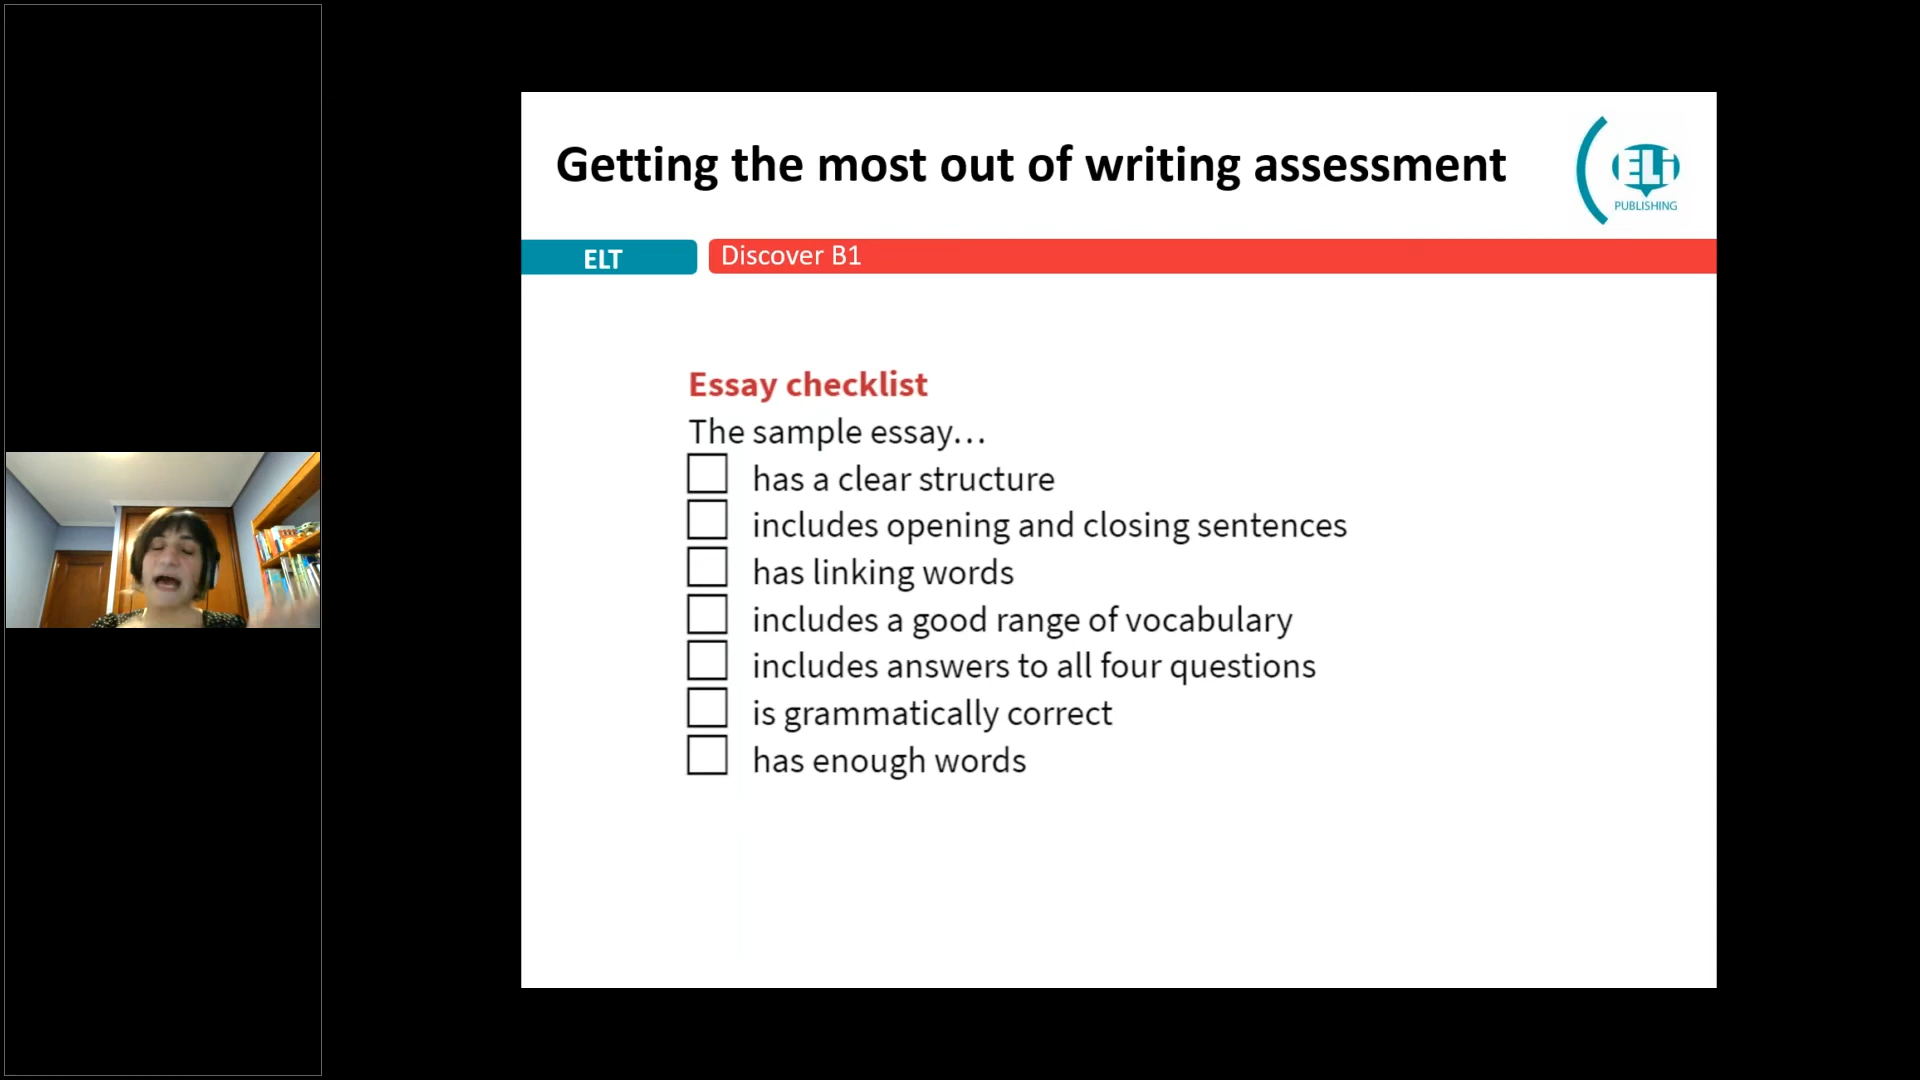 Getting the most out of writing assessment
ELi
PUBLISHING
ELT
Discover B1
Essay checklist
The sample essay…
has a clear structure
includes opening and closing sentences
has linking words
includes a good range of vocabulary
includes answers to all four questions
is grammatically correct
has enough words